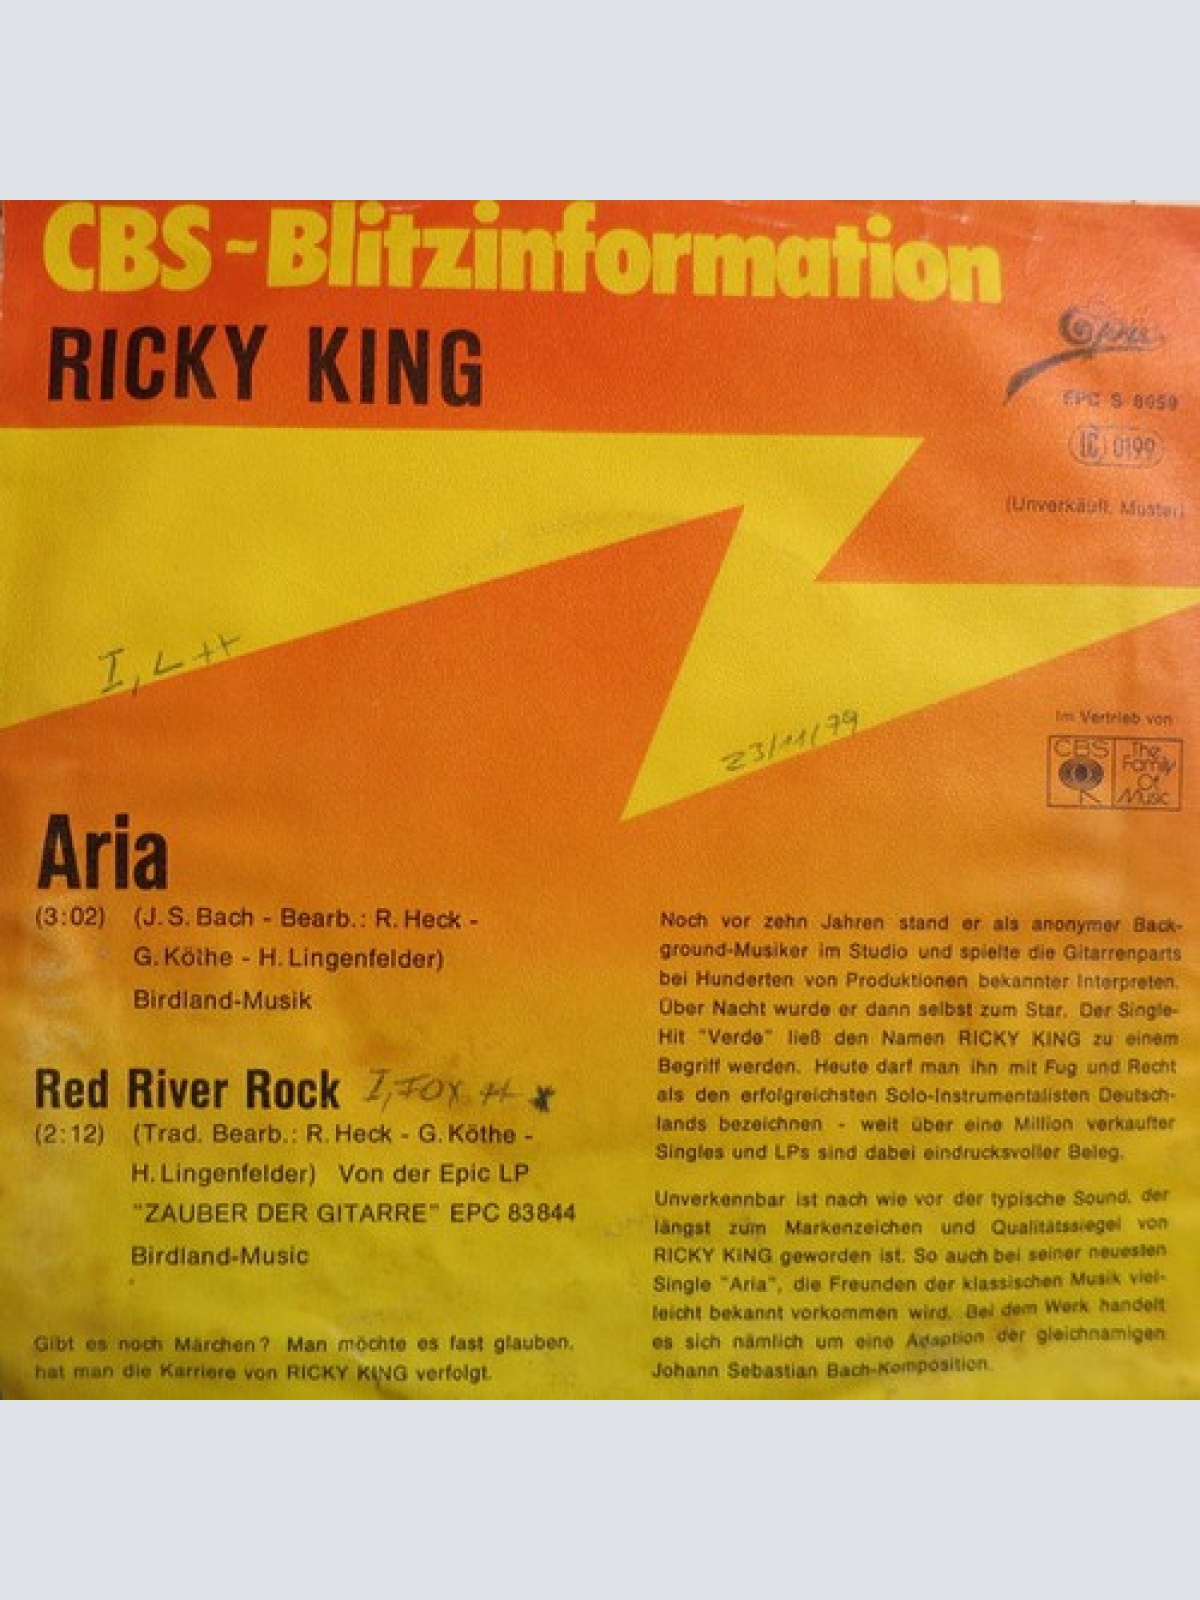 CBS-Blitzinformation
RICKY KING
Epic
EPC S 8059
LC 0199
(Unverkäufl. Muster)
I, L ++
23/11/79
Im Vertrieb von
CBS
The
Family
Of
Music
Aria
(3:02) (J. S. Bach - Bearb.: R. Heck -
G. Köthe - H. Lingenfelder)
Birdland-Musik
Red River Rock I, FOX, ++ x
(2:12) (Trad. Bearb.: R. Heck - G. Köthe -
H. Lingenfelder) Von der Epic LP
"ZAUBER DER GITARRE" EPC 83844
Birdland-Music
Gibt es noch Märchen? Man möchte es fast glauben,
hat man die Karriere von RICKY KING verfolgt.
Noch vor zehn Jahren stand er als anonymer Back-
ground-Musiker im Studio und spielte die Gitarrenparts
bei Hunderten von Produktionen bekannter Interpreten.
Über Nacht wurde er dann selbst zum Star. Der Single-
Hit "Verde" ließ den Namen RICKY KING zu einem
Begriff werden. Heute darf man ihn mit Fug und Recht
als den erfolgreichsten Solo-Instrumentalisten Deutsch-
lands bezeichnen - weit über eine Million verkaufter
Singles und LPs sind dabei eindrucksvoller Beleg.
Unverkennbar ist nach wie vor der typische Sound, der
längst zum Markenzeichen und Qualitätssiegel von
RICKY KING geworden ist. So auch bei seiner neuesten
Single "Aria", die Freunden der klassischen Musik viel-
leicht bekannt vorkommen wird. Bei dem Werk handelt
es sich nämlich um eine Adaption der gleichnamigen
Johann Sebastian Bach-Komposition.